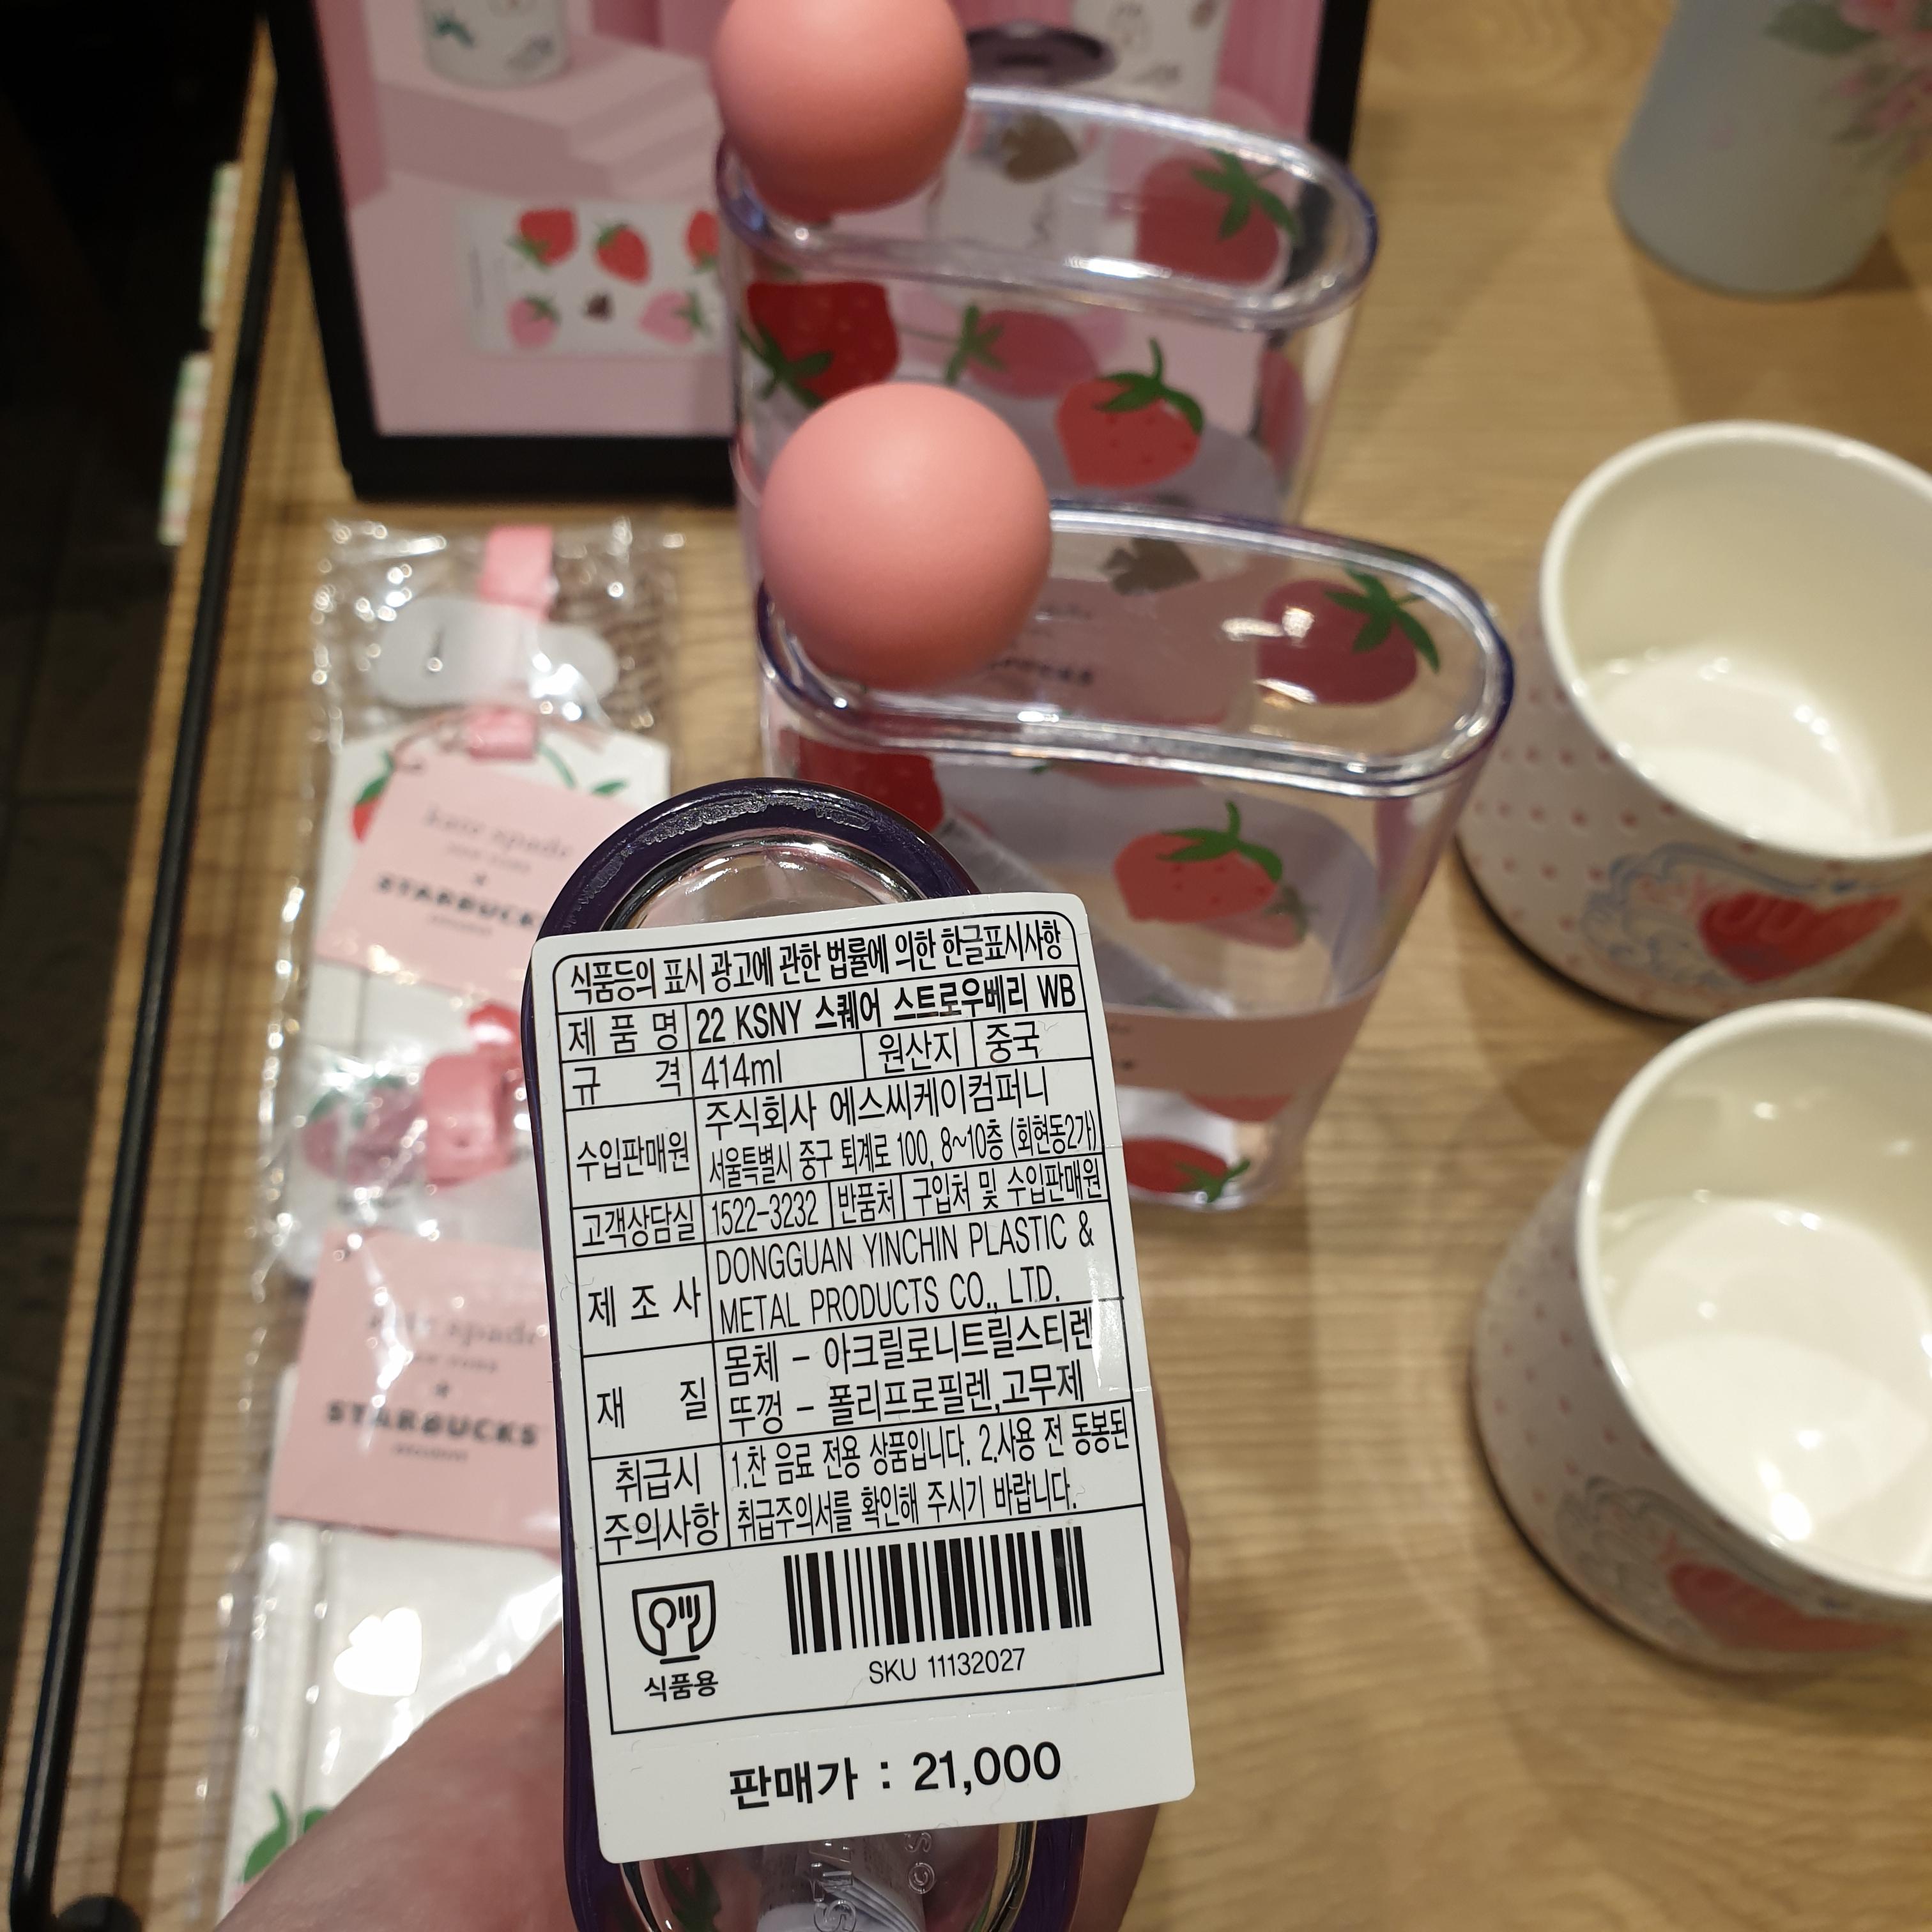 kate spade
NEW YORK
STARBUCKS
kate spade
NEW YORK
STARBUCKS
식품등의 표시 광고에 관한 법률에 의한 한글표시사항
제 품 명 22 KSNY 스퀘어 스트로우베리 WB
규 격 414ml 원산지 중국
수입판매원 주식회사 에스씨케이컴퍼니
서울특별시 중구 퇴계로 100, 8~10층 (회현동2가)
고객상담실 1522-3232 반품처 구입처 및 수입판매원
제 조 사 DONGGUAN YINCHIN PLASTIC &
METAL PRODUCTS CO., LTD.
재 질 몸체 - 아크릴로니트릴스티렌
뚜껑 - 폴리프로필렌,고무제
취급시 주의사항 1.찬 음료 전용 상품입니다. 2.사용 전 동봉된
취급주의서를 확인해 주시기 바랍니다.
식품용
SKU 11132027
판매가 : 21,000